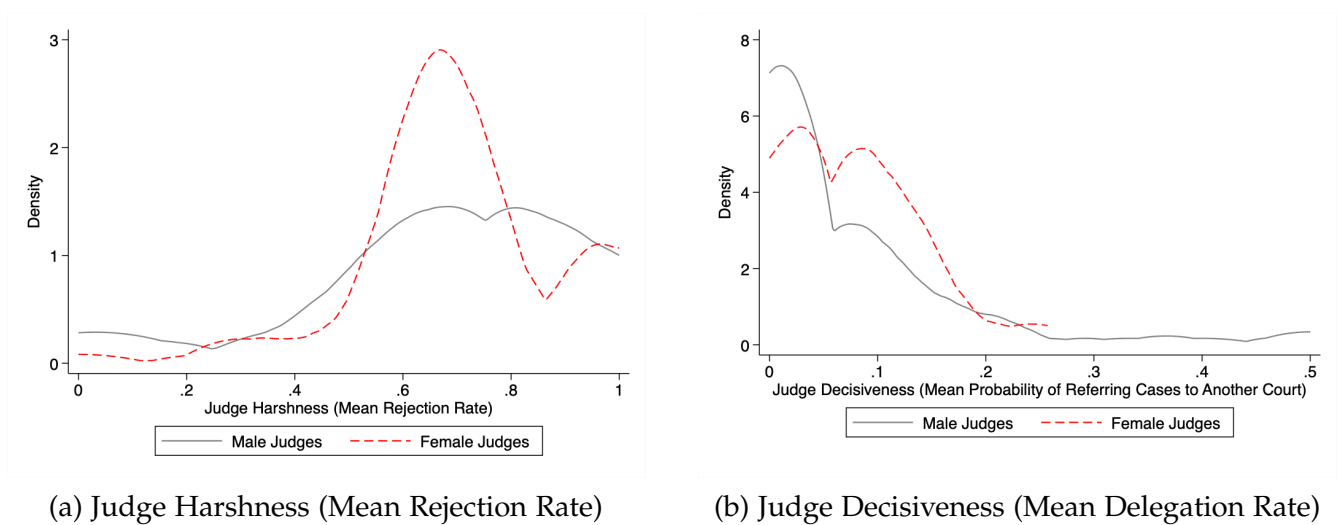 3
2
1
0
Density
0 .2 .4 .6 .8 1
Judge Harshness (Mean Rejection Rate)
Male Judges Female Judges
(a) Judge Harshness (Mean Rejection Rate)
8
6
4
2
0
Density
0 .1 .2 .3 .4 .5
Judge Decisiveness (Mean Probability of Referring Cases to Another Court)
Male Judges Female Judges
(b) Judge Decisiveness (Mean Delegation Rate)